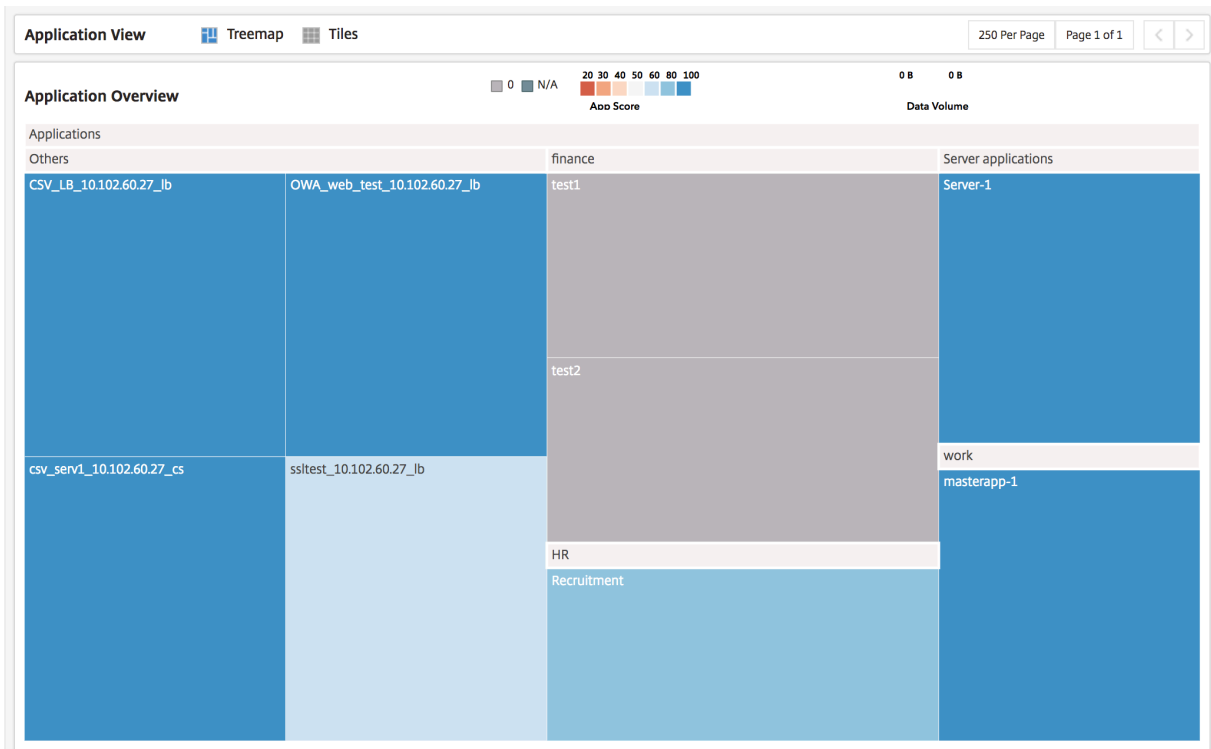 Application View Treemap Tiles 250 Per Page Page 1 of 1
Application Overview
0 N/A
20 30 40 50 60 80 100
App Score
0 B 0 B
Data Volume
Applications
Others finance Server applications
CSV_LB_10.102.60.27_lb OWA_web_test_10.102.60.27_lb test1 Server-1
test2
work
csv_serv1_10.102.60.27_cs ssltest_10.102.60.27_lb masterapp-1
HR
Recruitment